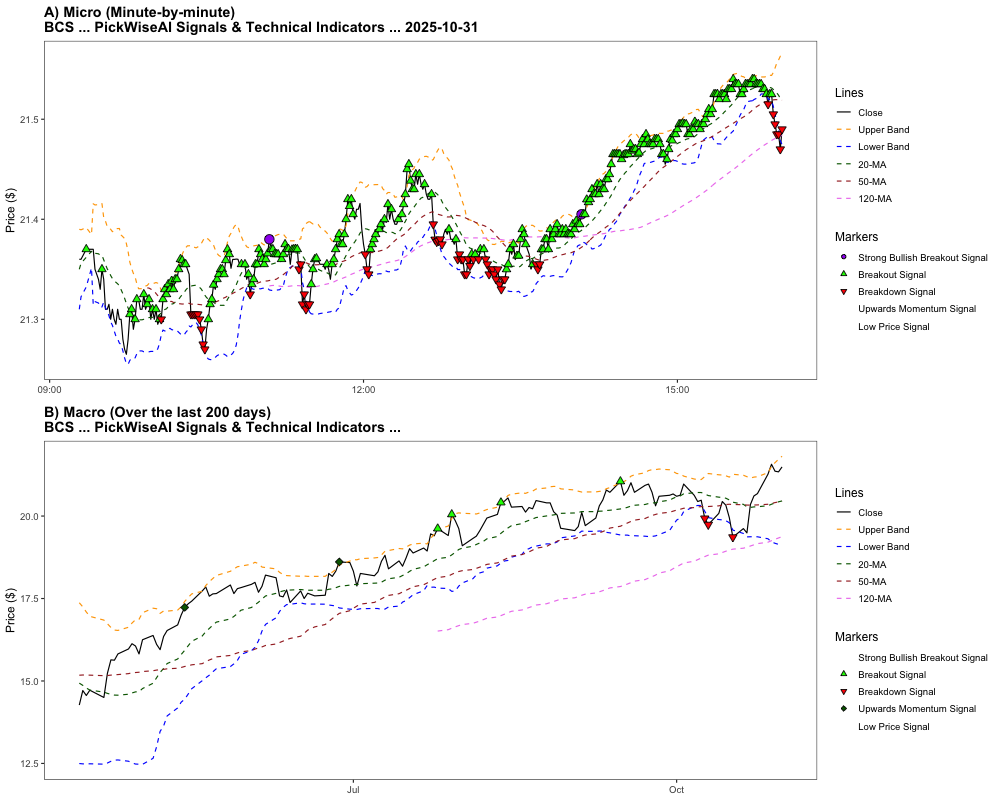 A) Micro (Minute-by-minute)
BCS ... PickWiseAI Signals & Technical Indicators ... 2025-10-31
Price ($)
21.5
21.4
21.3
09:00
12:00
15:00
Lines
Close
Upper Band
Lower Band
20-MA
50-MA
120-MA
Markers
Strong Bullish Breakout Signal
Breakout Signal
Breakdown Signal
Upwards Momentum Signal
Low Price Signal
B) Macro (Over the last 200 days)
BCS ... PickWiseAI Signals & Technical Indicators ...
Price ($)
20.0
17.5
15.0
12.5
Jul
Oct
Lines
Close
Upper Band
Lower Band
20-MA
50-MA
120-MA
Markers
Strong Bullish Breakout Signal
Breakout Signal
Breakdown Signal
Upwards Momentum Signal
Low Price Signal